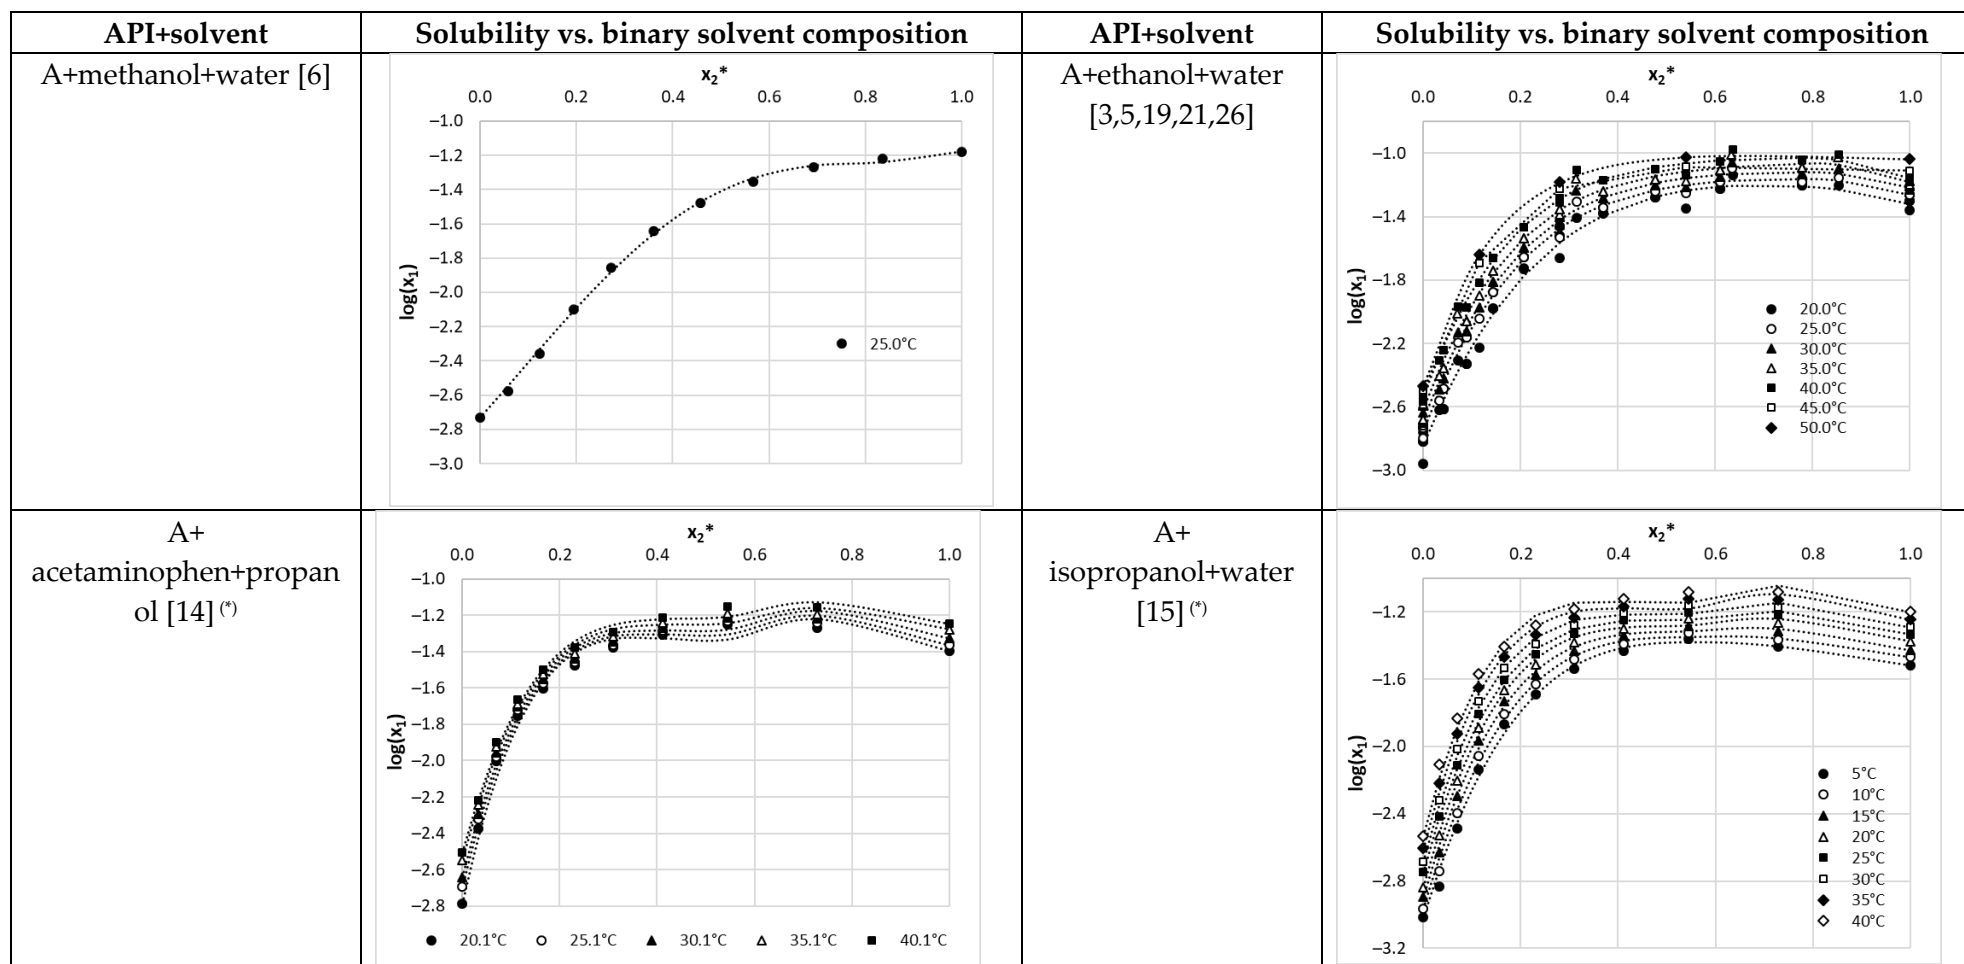 API+solvent
Solubility vs. binary solvent composition
API+solvent
Solubility vs. binary solvent composition
A+methanol+water [6]
x₂*
0.0 0.2 0.4 0.6 0.8 1.0
−1.0
−1.2
−1.4
−1.6
−1.8
−2.0
−2.2
−2.4
−2.6
−2.8
−3.0
log(x₁)
25.0°C
A+ethanol+water
[3,5,19,21,26]
x₂*
0.0 0.2 0.4 0.6 0.8 1.0
−1.0
−1.4
−1.8
−2.2
−2.6
−3.0
log(x₁)
20.0°C
25.0°C
30.0°C
35.0°C
40.0°C
45.0°C
50.0°C
A+
acetaminophen+propan
ol [14] (*)
x₂*
0.0 0.2 0.4 0.6 0.8 1.0
−1.0
−1.2
−1.4
−1.6
−1.8
−2.0
−2.2
−2.4
−2.6
−2.8
log(x₁)
20.1°C 25.1°C 30.1°C 35.1°C 40.1°C
A+
isopropanol+water
[15] (*)
x₂*
0.0 0.2 0.4 0.6 0.8 1.0
−1.2
−1.6
−2.0
−2.4
−2.8
−3.2
log(x₁)
5°C
10°C
15°C
20°C
25°C
30°C
35°C
40°C